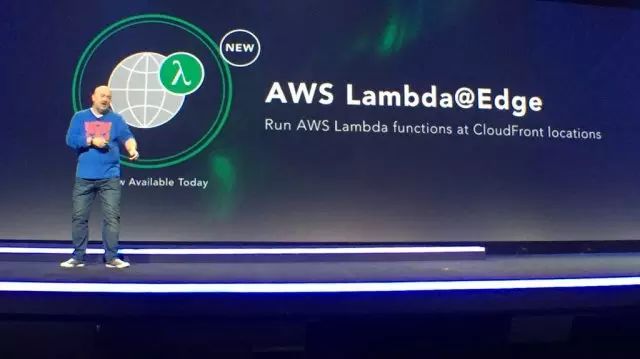 NEW
λ
AWS Lambda@Edge
Run AWS Lambda functions at CloudFront locations
Available Today